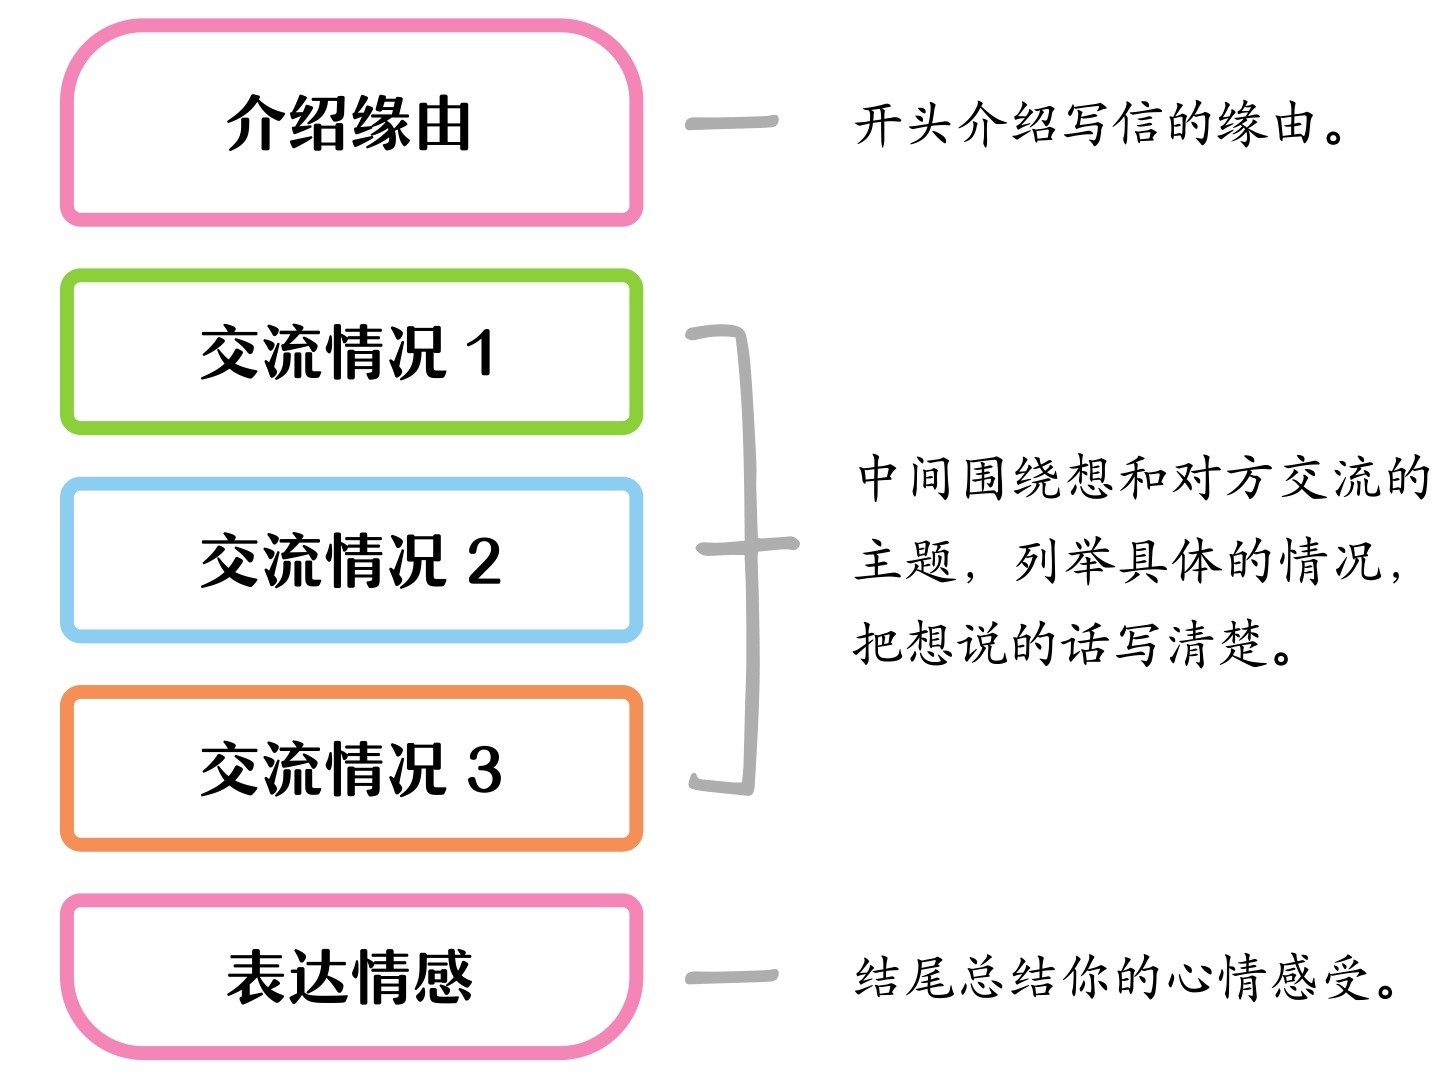 介绍缘由
开头介绍写信的缘由。
交流情况 1
交流情况 2
交流情况 3
中间围绕想和对方交流的
主题，列举具体的情况，
把想说的话写清楚。
表达情感
结尾总结你的心情感受。